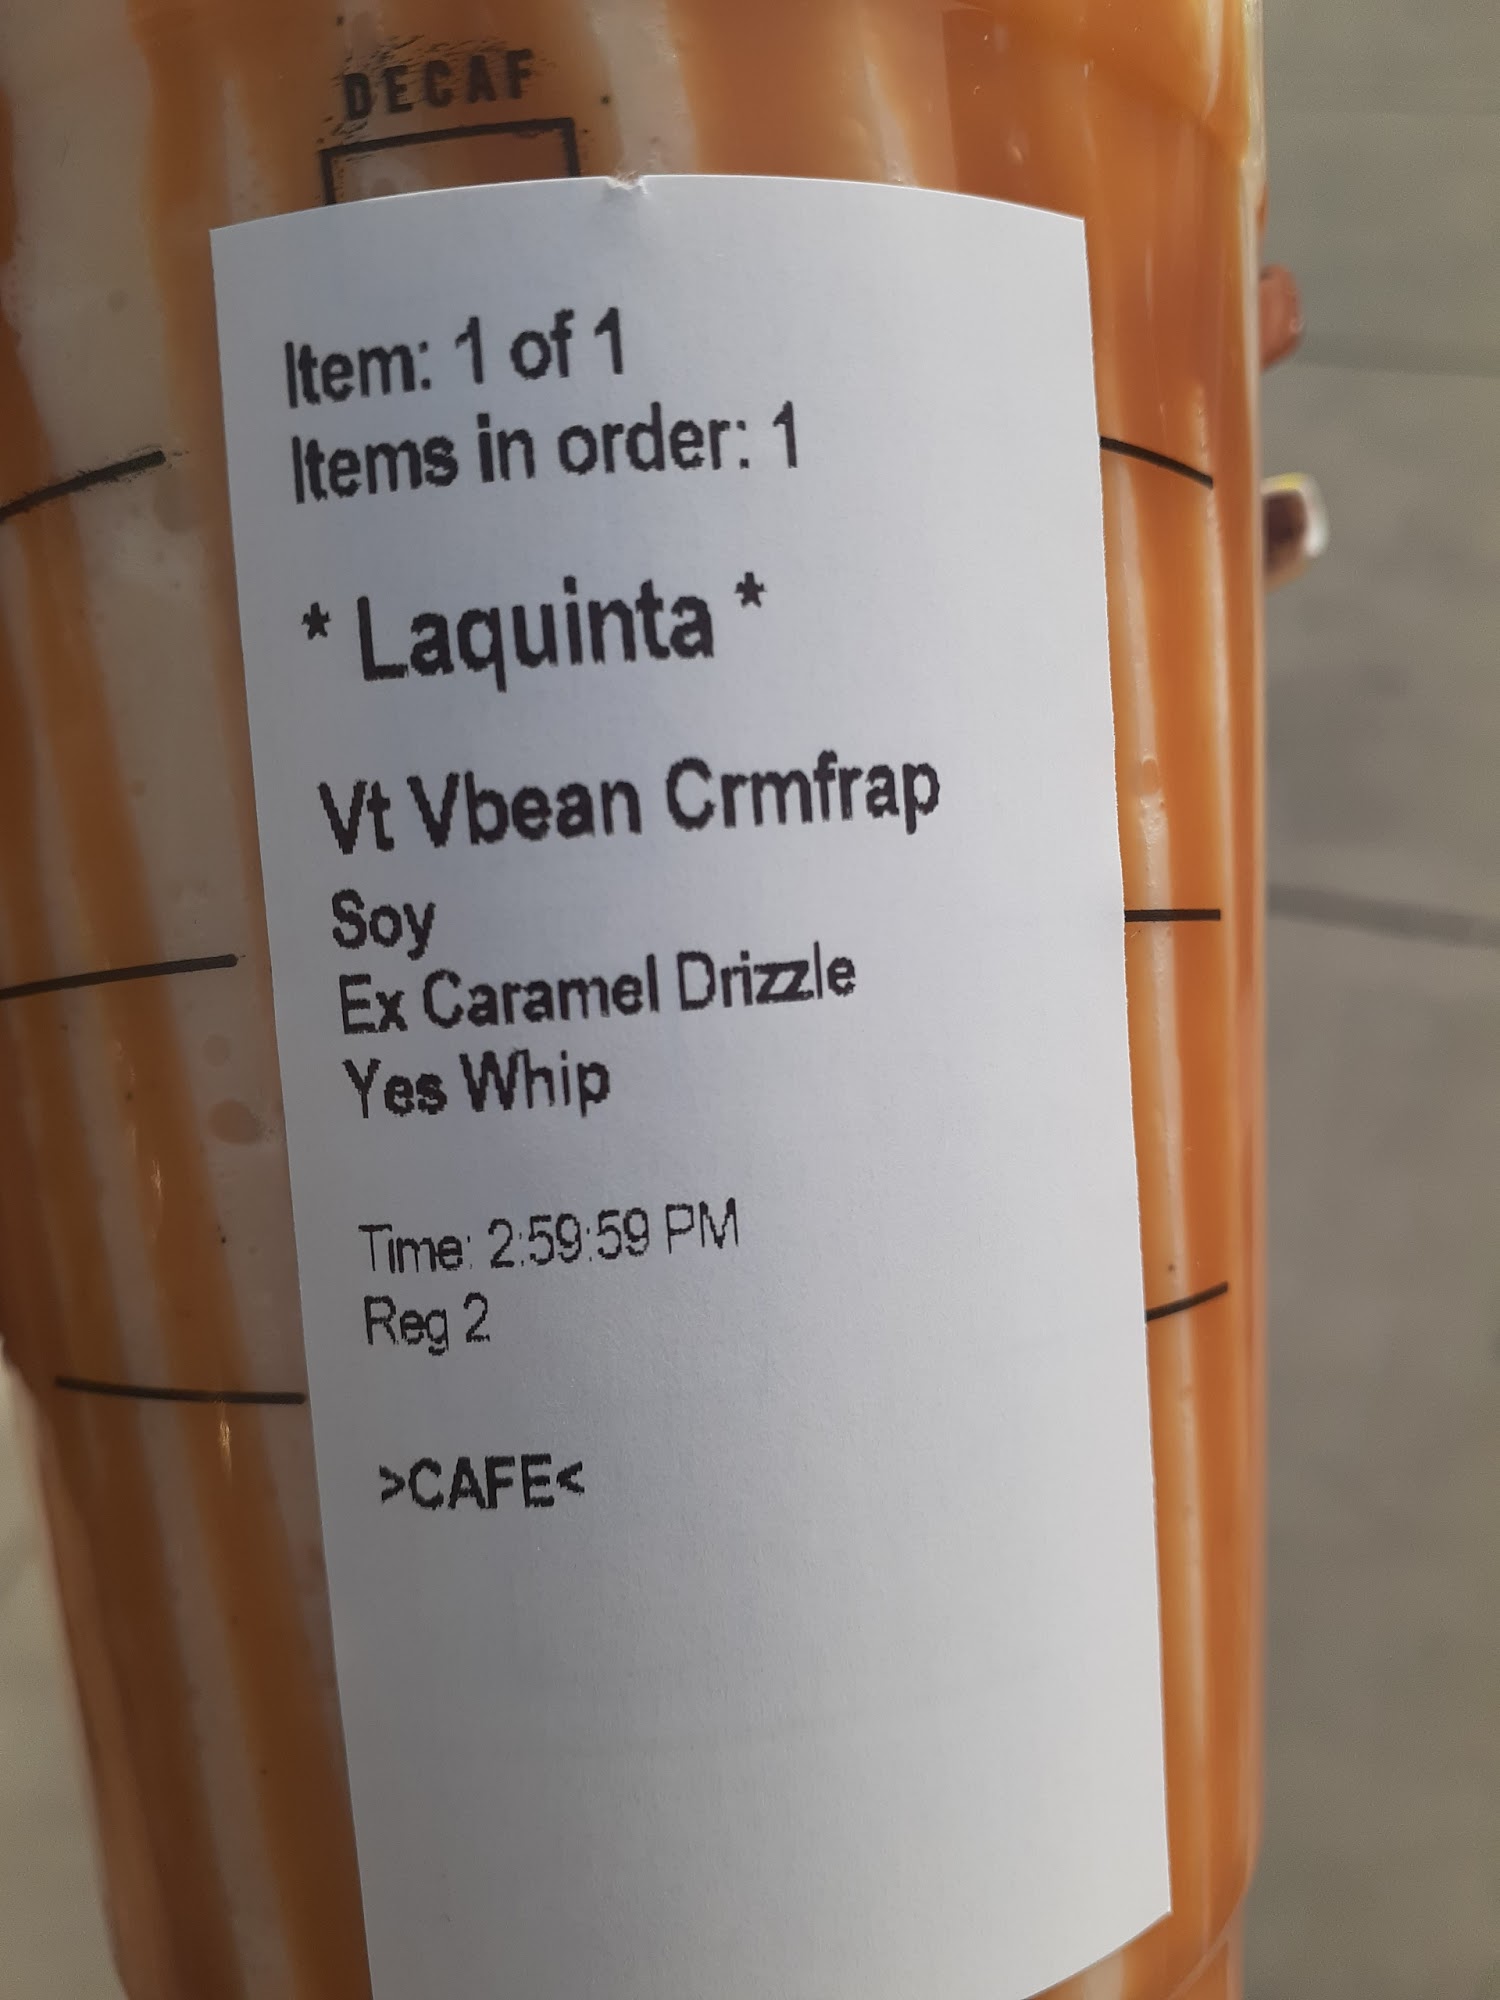 DECAF
Item: 1 of 1
Items in order: 1
* Laquinta *
Vt Vbean Crmfrap
Soy
Ex Caramel Drizzle
Yes Whip
Time: 2:59:59 PM
Reg 2
>CAFE<